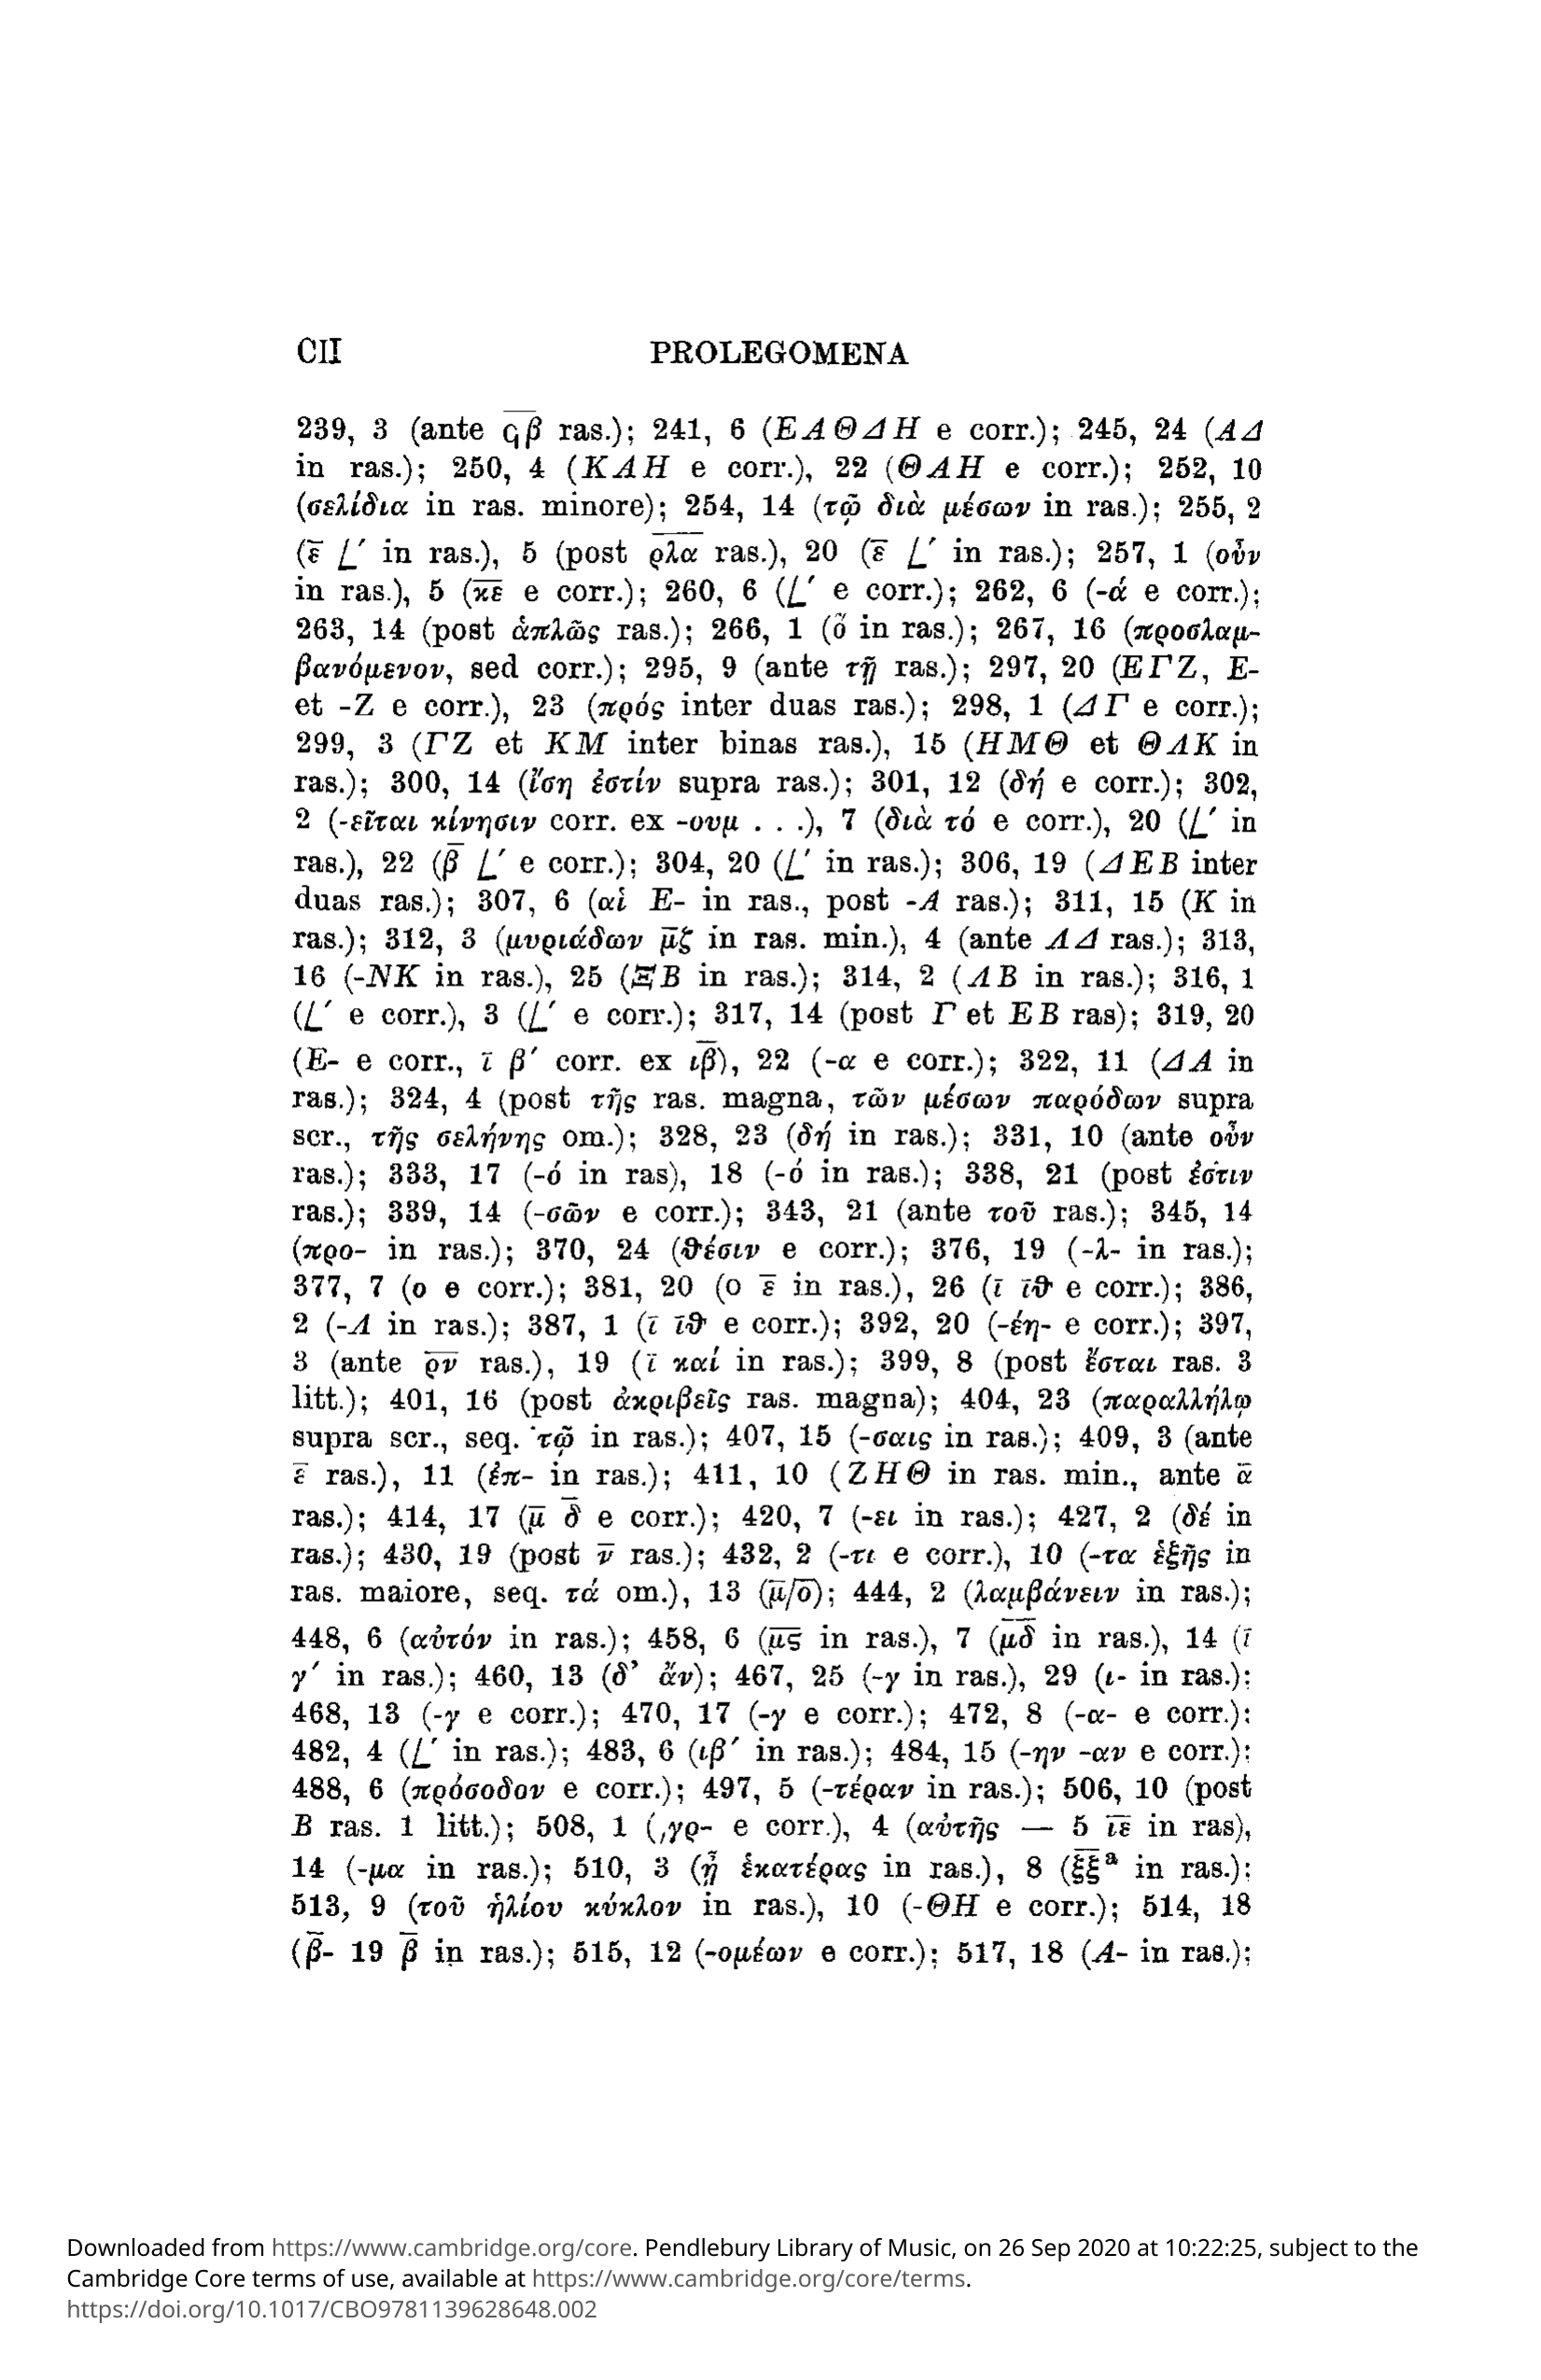 CII PROLEGOMENA
239, 3 (ante ϟβ̅ ras.); 241, 6 (ΕΑΘΔΗ e corr.); 245, 24 (ΑΔ
in ras.); 250, 4 (ΚΛΗ e corr.), 22 (ΘΛΗ e corr.); 252, 10
(σελίδια in ras. minore); 254, 14 (τῷ διὰ μέσων in ras.); 255, 2
(ε̅ ∠′ in ras.), 5 (post ρ̅λ̅α̅ ras.), 20 (ε̅ ∠′ in ras.); 257, 1 (οὖν
in ras.), 5 (κ̅ε̅ e corr.); 260, 6 (∠′ e corr.); 262, 6 (-ά e corr.);
263, 14 (post ἁπλῶς ras.); 266, 1 (ὅ in ras.); 267, 16 (προσλαμ-
βανόμενον, sed corr.); 295, 9 (ante τῇ ras.); 297, 20 (ΕΓΖ, Ε-
et -Ζ e corr.), 23 (πρός inter duas ras.); 298, 1 (ΔΓ e corr.);
299, 3 (ΓΖ et ΚΜ inter binas ras.), 15 (ΗΜΘ et ΘΛΚ in
ras.); 300, 14 (ἴση ἐστίν supra ras.); 301, 12 (δή e corr.); 302,
2 (-εῖται κίνησιν corr. ex -ουμ . . .), 7 (διὰ τό e corr.), 20 (∠′ in
ras.), 22 (β̅ ∠′ e corr.); 304, 20 (∠′ in ras.); 306, 19 (ΔΕΒ inter
duas ras.); 307, 6 (αἱ Ε- in ras., post -Α ras.); 311, 15 (Κ in
ras.); 312, 3 (μυριάδων μ̅ζ̅ in ras. min.), 4 (ante ΛΔ ras.); 313,
16 (-ΝΚ in ras.), 25 (ΞΒ in ras.); 314, 2 (ΛΒ in ras.); 316, 1
(∠′ e corr.), 3 (∠′ e corr.); 317, 14 (post Γ et ΕΒ ras); 319, 20
(Ε- e corr., ι̅ β′ corr. ex ι̅β̅), 22 (-α e corr.); 322, 11 (ΔΑ in
ras.); 324, 4 (post τῆς ras. magna, τῶν μέσων παρόδων supra
scr., τῆς σελήνης om.); 328, 23 (δή in ras.); 331, 10 (ante οὖν
ras.); 333, 17 (-ό in ras), 18 (-ό in ras.); 338, 21 (post ἐστιν
ras.); 339, 14 (-σῶν e corr.); 343, 21 (ante τοῦ ras.); 345, 14
(προ- in ras.); 370, 24 (θέσιν e corr.); 376, 19 (-λ- in ras.);
377, 7 (ο e corr.); 381, 20 (ο ε̅ in ras.), 26 (ι̅ ι̅θ̅ e corr.); 386,
2 (-Λ in ras.); 387, 1 (ι̅ ι̅θ̅ e corr.); 392, 20 (-έη- e corr.); 397,
3 (ante ρ̅ν̅ ras.), 19 (ι̅ καί in ras.); 399, 8 (post ἔσται ras. 3
litt.); 401, 16 (post ἀκριβεῖς ras. magna); 404, 23 (παραλλήλῳ
supra scr., seq. τῷ in ras.); 407, 15 (-σαις in ras.); 409, 3 (ante
ε̅ ras.), 11 (ἐπ- in ras.); 411, 10 (ΖΗΘ in ras. min., ante α̅
ras.); 414, 17 (μ̅ δ̅ e corr.); 420, 7 (-ει in ras.); 427, 2 (δέ in
ras.); 430, 19 (post ν̅ ras.); 432, 2 (-τι e corr.), 10 (-τα ἑξῆς in
ras. maiore, seq. τά om.), 13 (μ̅/ο̅); 444, 2 (λαμβάνειν in ras.);
448, 6 (αὐτόν in ras.); 458, 6 (μ̅ϛ̅ in ras.), 7 (μ̅δ̅ in ras.), 14 (ι̅
γ′ in ras.); 460, 13 (δ’ ἄν); 467, 25 (-γ in ras.), 29 (ι- in ras.);
468, 13 (-γ e corr.); 470, 17 (-γ e corr.); 472, 8 (-α- e corr.);
482, 4 (∠′ in ras.); 483, 6 (ιβ′ in ras.); 484, 15 (-ην -αν e corr.);
488, 6 (πρόσοδον e corr.); 497, 5 (-τέραν in ras.); 506, 10 (post
Β ras. 1 litt.); 508, 1 (͵γρ- e corr.), 4 (αὐτῆς — 5 ι̅ε̅ in ras),
14 (-μα in ras.); 510, 3 (ᾗ ἑκατέρας in ras.), 8 (ξ̅ξ̅ᵃ in ras.);
513, 9 (τοῦ ἡλίου κύκλον in ras.), 10 (-ΘΗ e corr.); 514, 18
(β̅- 19 β̅ in ras.); 515, 12 (-ομέων e corr.); 517, 18 (Α- in ras.);
Downloaded from https://www.cambridge.org/core. Pendlebury Library of Music, on 26 Sep 2020 at 10:22:25, subject to the
Cambridge Core terms of use, available at https://www.cambridge.org/core/terms.
https://doi.org/10.1017/CBO9781139628648.002